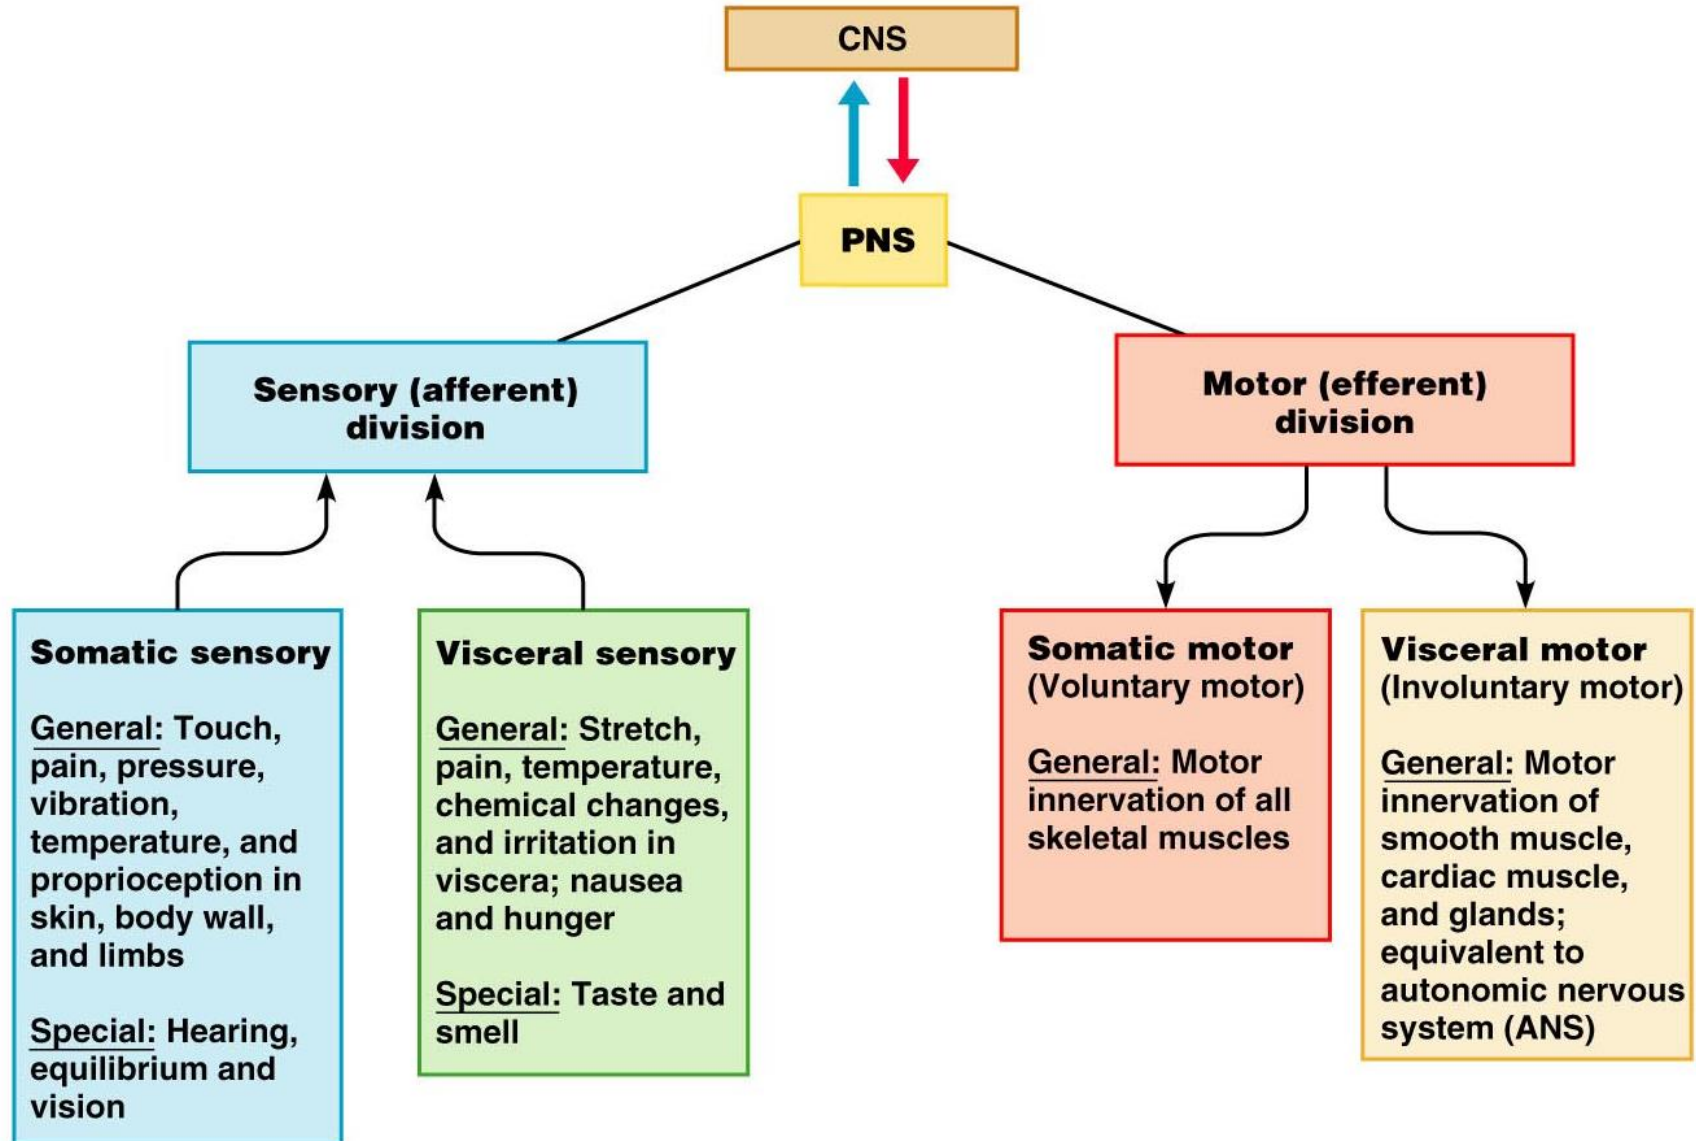 CNS
PNS
Sensory (afferent)
division
Motor (efferent)
division
Somatic sensory
General: Touch,
pain, pressure,
vibration,
temperature, and
proprioception in
skin, body wall,
and limbs
Special: Hearing,
equilibrium and
vision
Visceral sensory
General: Stretch,
pain, temperature,
chemical changes,
and irritation in
viscera; nausea
and hunger
Special: Taste and
smell
Somatic motor
(Voluntary motor)
General: Motor
innervation of all
skeletal muscles
Visceral motor
(Involuntary motor)
General: Motor
innervation of
smooth muscle,
cardiac muscle,
and glands;
equivalent to
autonomic nervous
system (ANS)